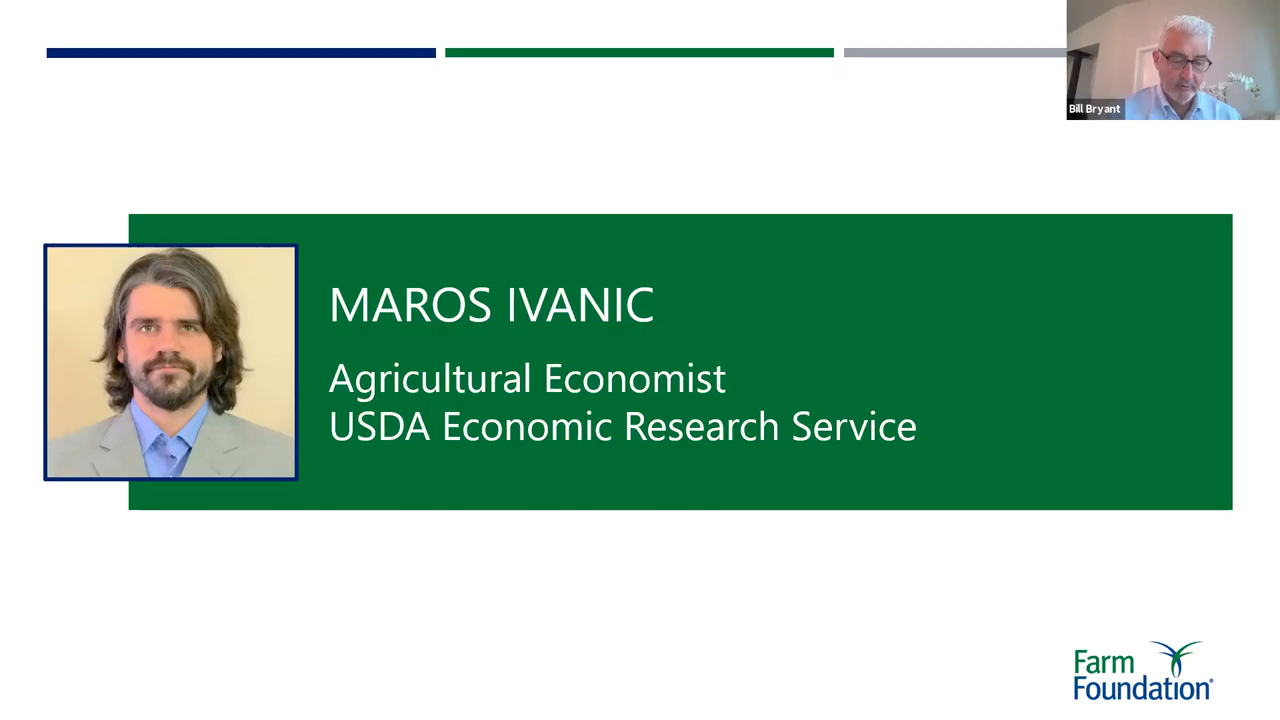 Bill Bryant
MAROS IVANIC
Agricultural Economist
USDA Economic Research Service
Farm
Foundation®